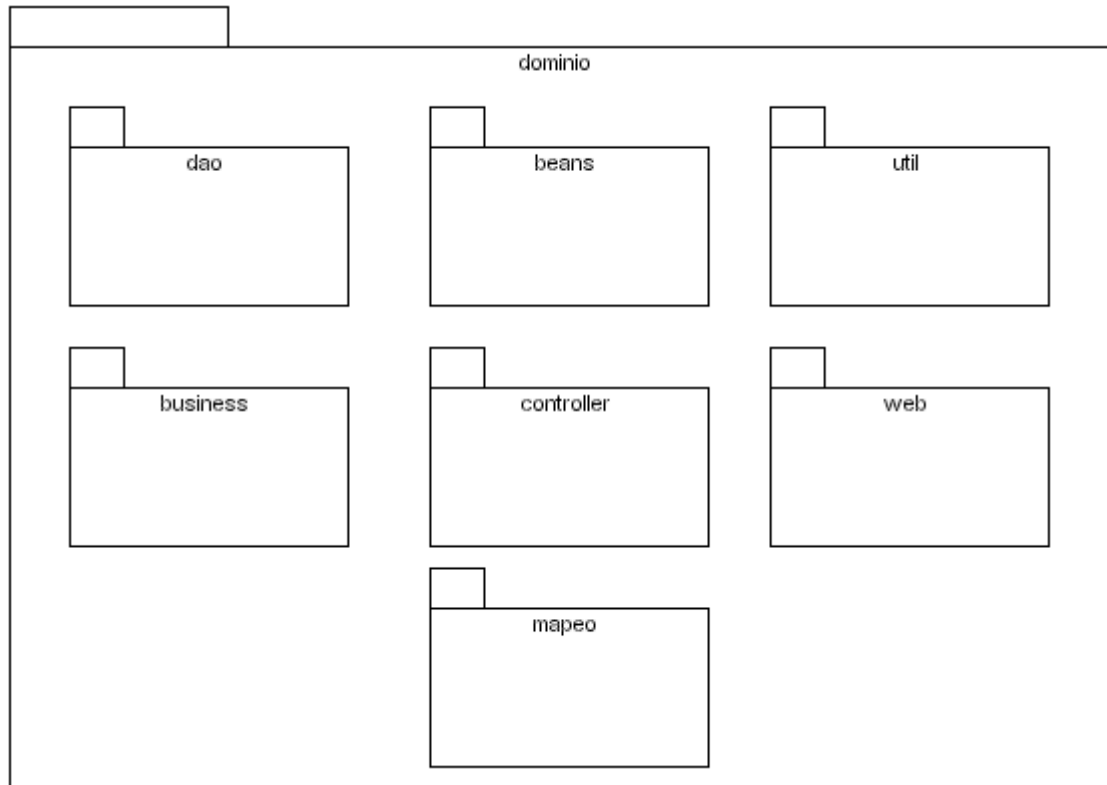 dominio
dao
beans
util
business
controller
web
mapeo